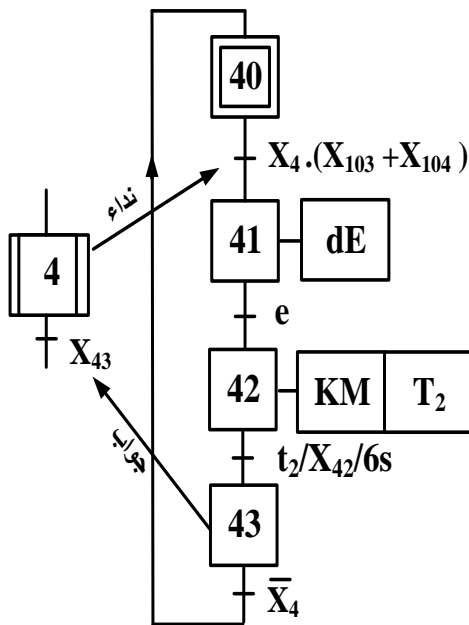 40
X₄.(X₁₀₃ +X₁₀₄)
نداء
41 dE
4
e
X₄₃
42 KM T₂
جواب
t₂/X₄₂/6s
43
X̅₄